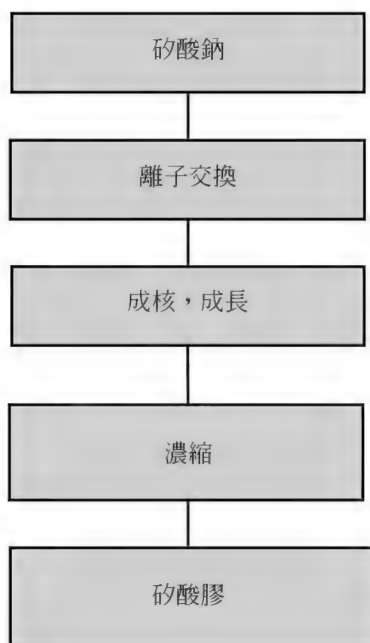 矽酸鈉
離子交換
成核，成長
濃縮
矽酸膠